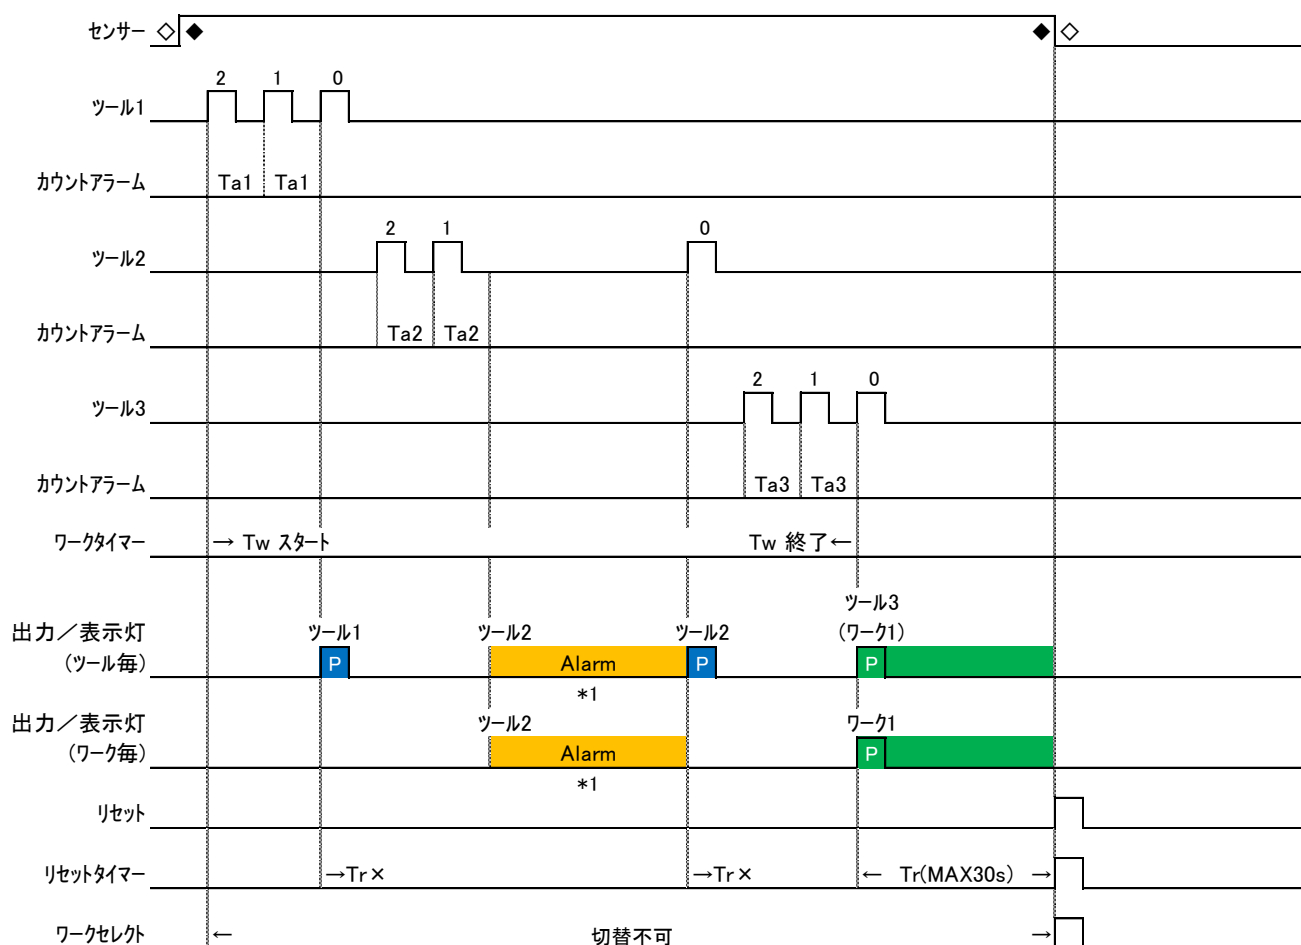 センサー ◇ ◆ ◆ ◇
2 1 0
ツール1
カウントアラーム Ta1 Ta1
2 1 0
ツール2
カウントアラーム Ta2 Ta2
2 1 0
ツール3
カウントアラーム Ta3 Ta3
ワークタイマー → Tw スタート Tw 終了←
ツール3
出力／表示灯 ツール1 ツール2 ツール2 (ワーク1)
(ツール毎) P Alarm P P
*1
出力／表示灯 ツール2 ワーク1
(ワーク毎) Alarm P
*1
リセット
リセットタイマー →Tr× →Tr× ← Tr(MAX30s) →
ワークセレクト ← 切替不可 →